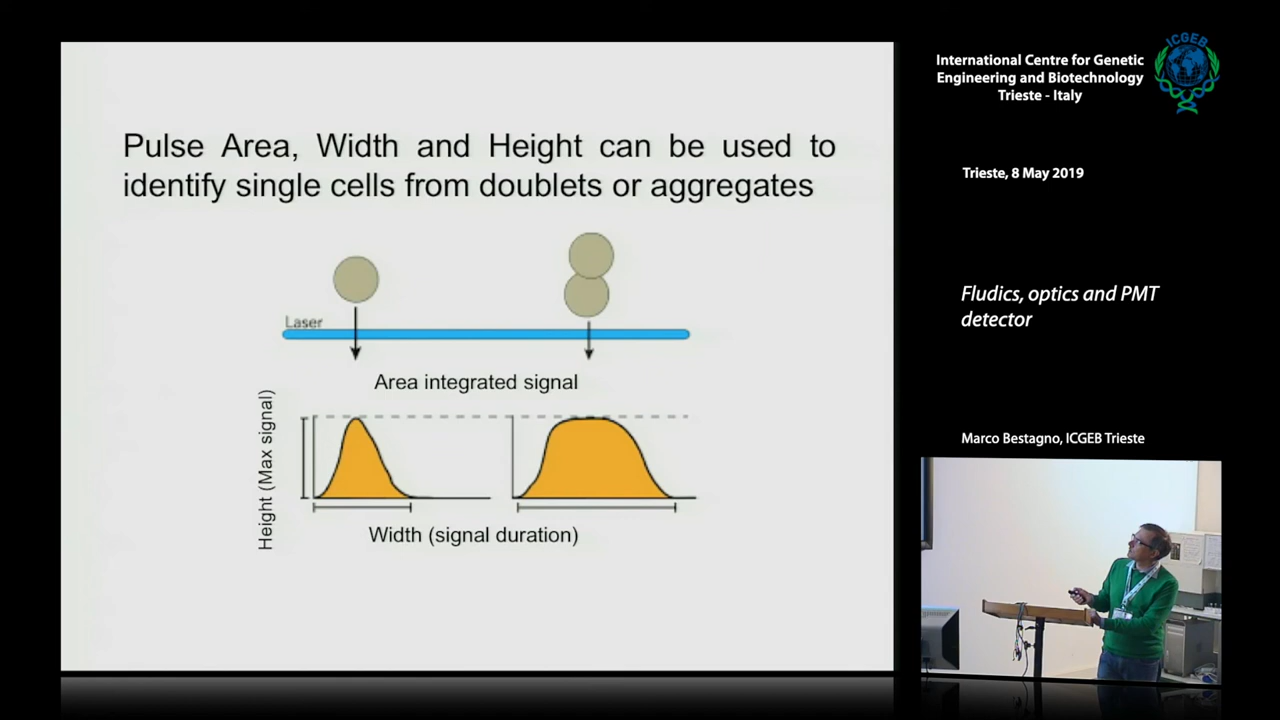 Pulse Area, Width and Height can be used to
identify single cells from doublets or aggregates
Laser
Area integrated signal
Height (Max signal)
Width (signal duration)
International Centre for Genetic
Engineering and Biotechnology
Trieste - Italy
ICGEB
Trieste, 8 May 2019
Fludics, optics and PMT
detector
Marco Bestagno, ICGEB Trieste